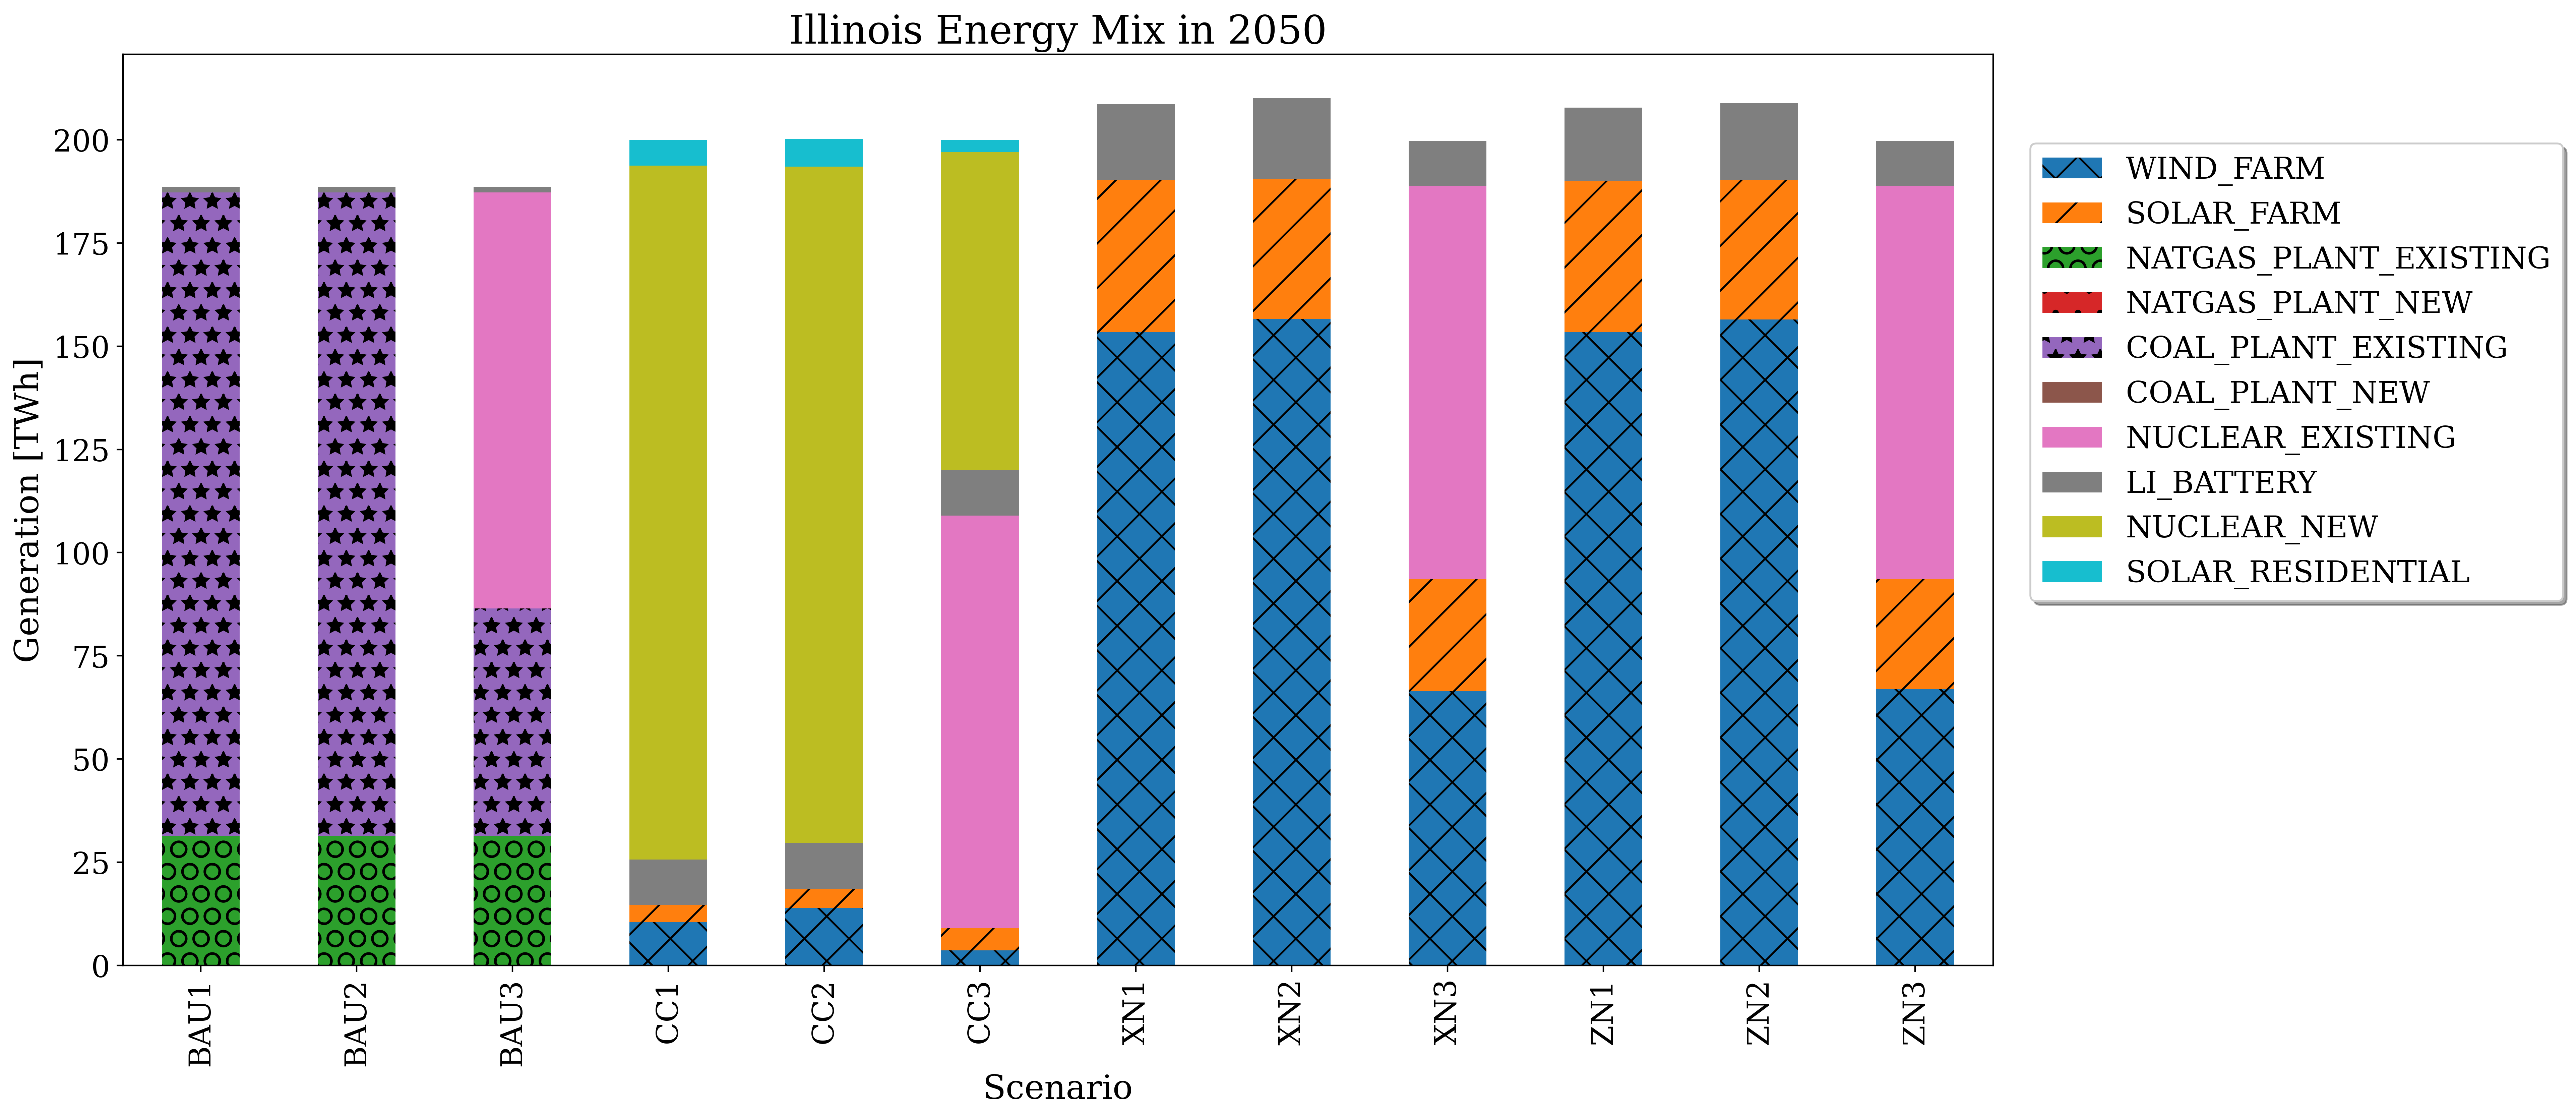 Illinois Energy Mix in 2050
Generation [TWh]
200
175
150
125
100
75
50
25
0
BAU1
BAU2
BAU3
CC1
CC2
CC3
XN1
XN2
XN3
ZN1
ZN2
ZN3
Scenario
WIND_FARM
SOLAR_FARM
NATGAS_PLANT_EXISTING
NATGAS_PLANT_NEW
COAL_PLANT_EXISTING
COAL_PLANT_NEW
NUCLEAR_EXISTING
LI_BATTERY
NUCLEAR_NEW
SOLAR_RESIDENTIAL